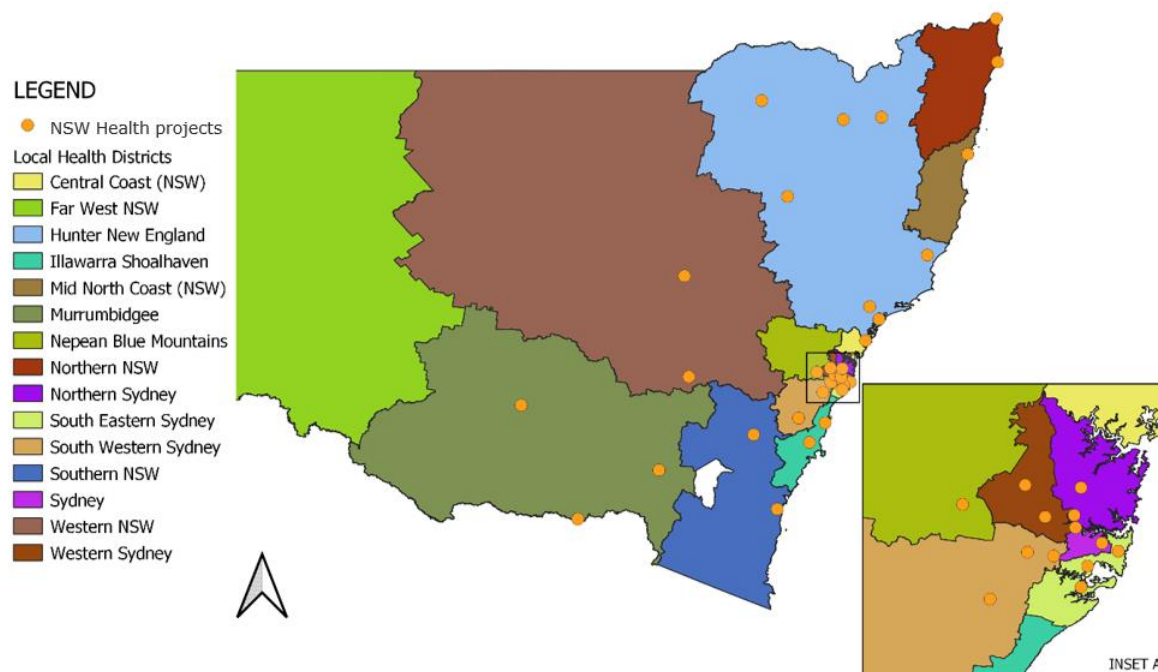 LEGEND
NSW Health projects
Local Health Districts
Central Coast (NSW)
Far West NSW
Hunter New England
Illawarra Shoalhaven
Mid North Coast (NSW)
Murrumbidgee
Nepean Blue Mountains
Northern NSW
Northern Sydney
South Eastern Sydney
South Western Sydney
Southern NSW
Sydney
Western NSW
Western Sydney
INSET A